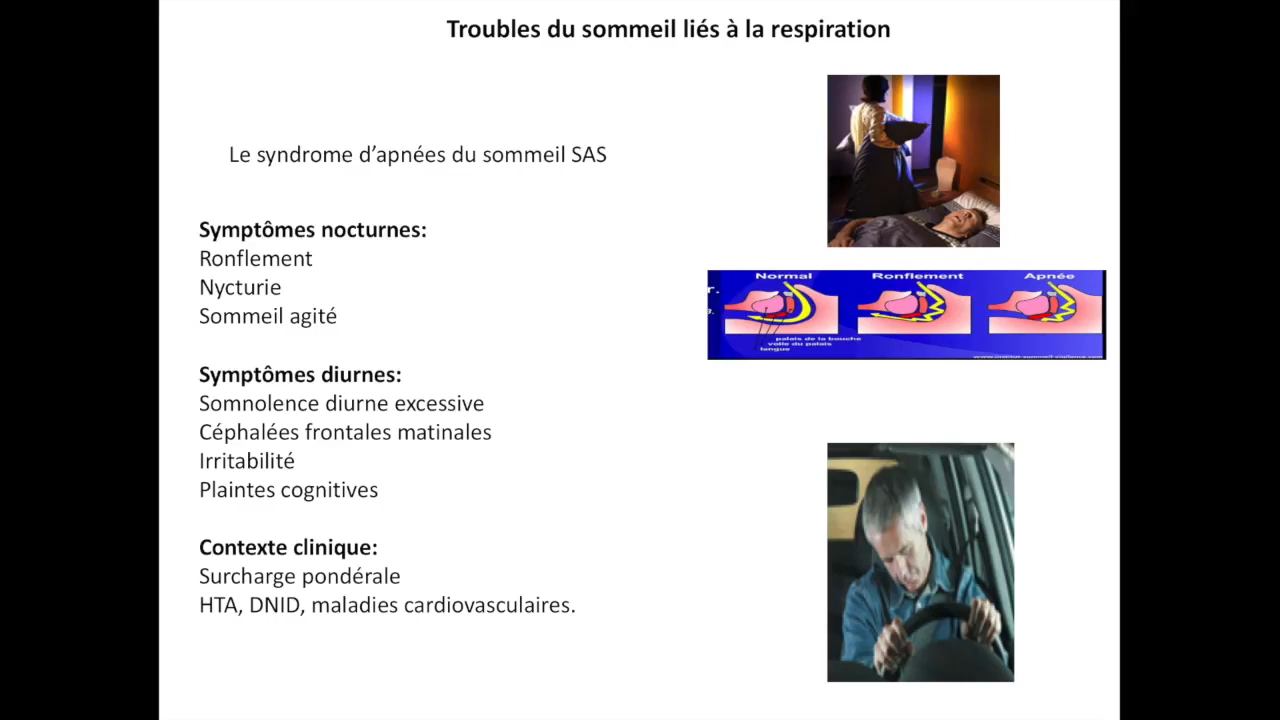 Troubles du sommeil liés à la respiration
Le syndrome d’apnées du sommeil SAS
Symptômes nocturnes:
Ronflement
Nycturie
Sommeil agité
Symptômes diurnes:
Somnolence diurne excessive
Céphalées frontales matinales
Irritabilité
Plaintes cognitives
Contexte clinique:
Surcharge pondérale
HTA, DNID, maladies cardiovasculaires.
Normal
Ronflement
Apnée
palais de la bouche
voile du palais
langue